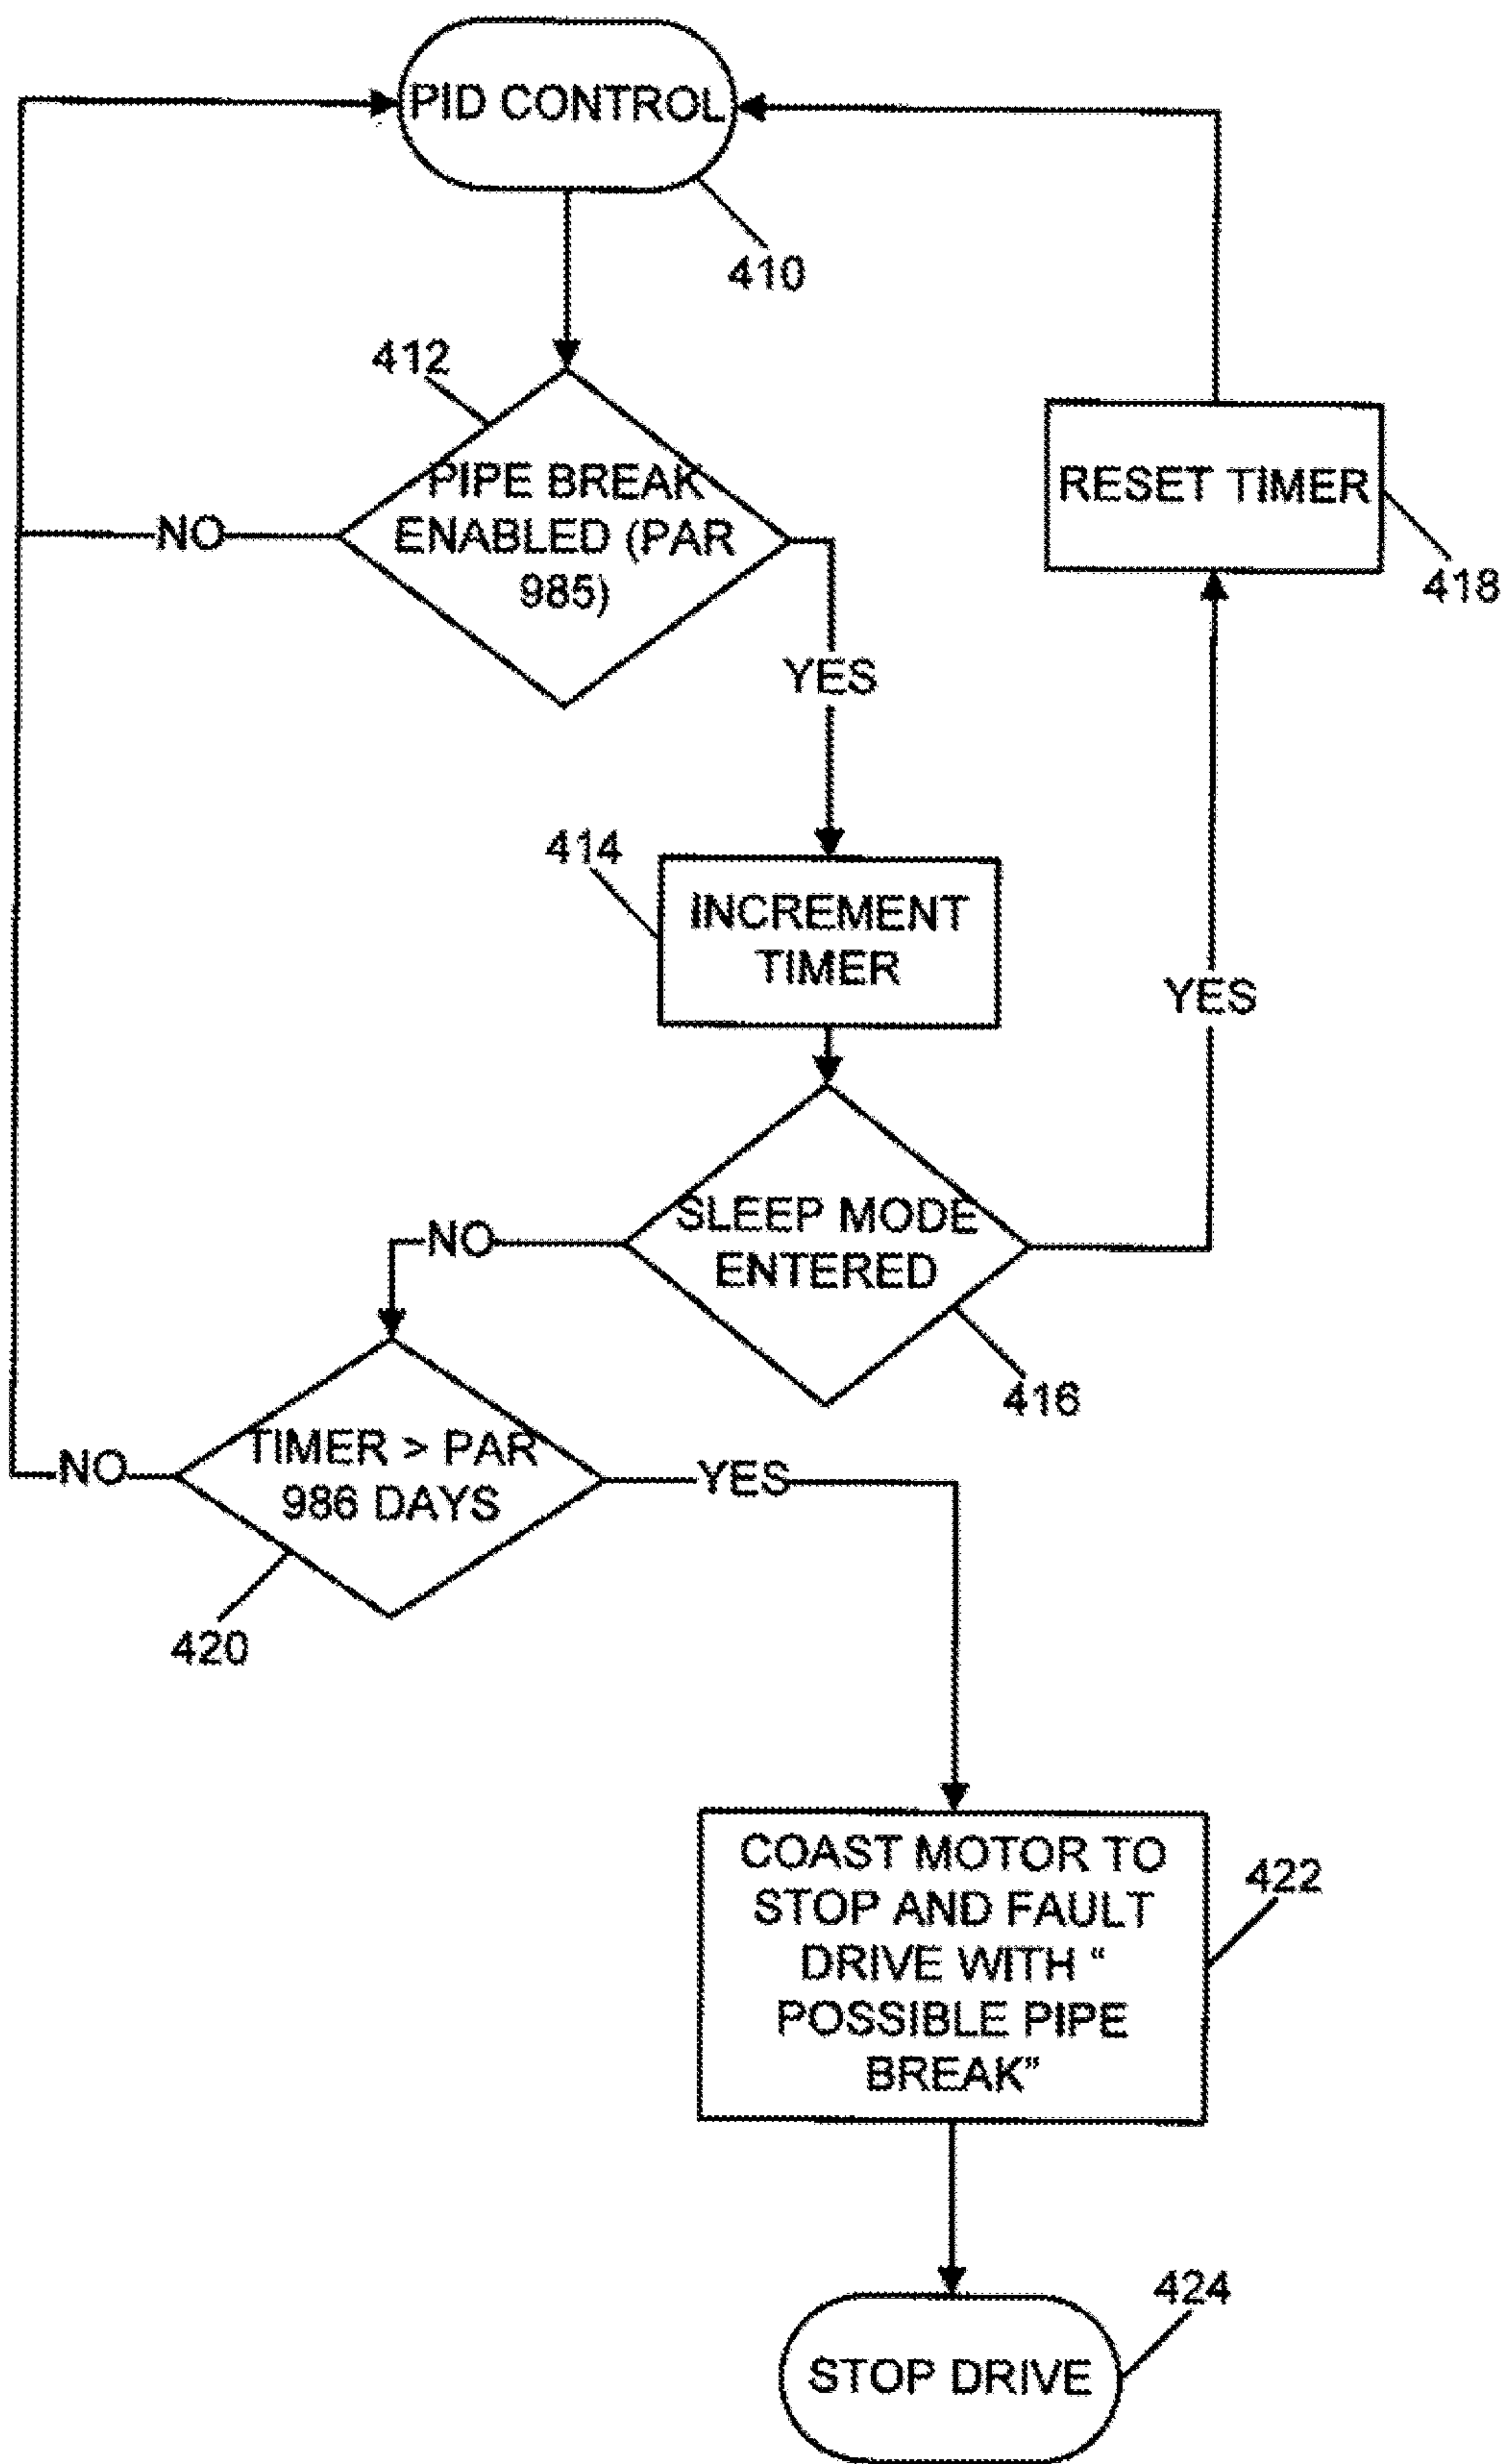 PID CONTROL
410
412
PIPE BREAK
ENABLED (PAR
985)
NO
YES
RESET TIMER
418
414
INCREMENT
TIMER
YES
SLEEP MODE
ENTERED
NO
416
TIMER > PAR
986 DAYS
NO
YES
420
COAST MOTOR TO
STOP AND FAULT
DRIVE WITH “
POSSIBLE PIPE
BREAK”
422
424
STOP DRIVE